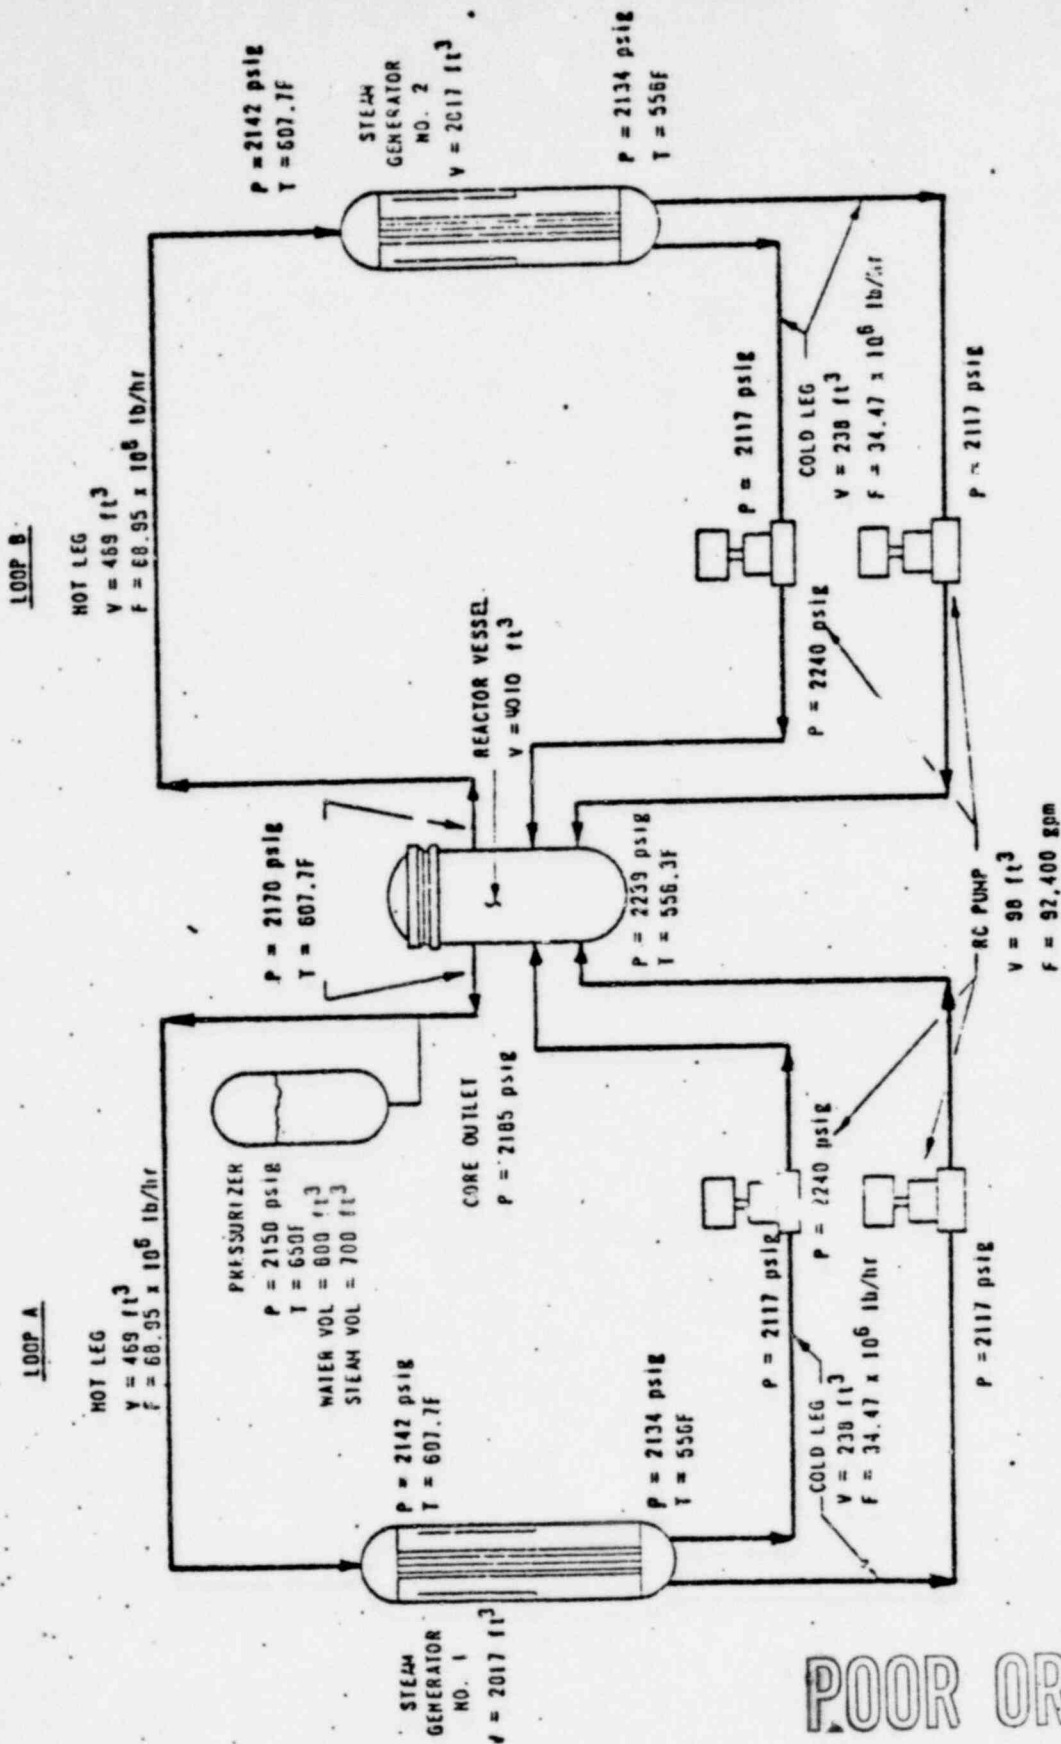 LOOP A
HOT LEG
V = 469 ft³
F = 68.95 x 10⁶ lb/hr
LOOP B
HOT LEG
V = 469 ft³
F = 68.95 x 10⁶ lb/hr
PRESSURIZER
P = 2150 psig
T = 650F
WATER VOL = 800 ft³
STEAM VOL = 700 ft³
P = 2170 psig
T = 607.7F
P = 2142 psig
T = 607.7F
P = 2142 psig
T = 607.7F
STEAM
GENERATOR
NO. 1
V = 2017 ft³
STEAM
GENERATOR
NO. 2
V = 2017 ft³
CORE OUTLET
P = 2185 psig
REACTOR VESSEL
V = 4010 ft³
P = 2134 psig
T = 556F
P = 2239 psig
T = 556.3F
P = 2134 psig
T = 556F
P = 2117 psig
P = 2117 psig
COLD LEG
V = 238 ft³
F = 34.47 x 10⁶ lb/hr
P = 2240 psig
P = 2240 psig
COLD LEG
V = 238 ft³
F = 34.47 x 10⁶ lb/hr
P = 2117 psig
P = 2117 psig
RC PUMP
V = 98 ft³
F = 92,400 gpm
POOR OR